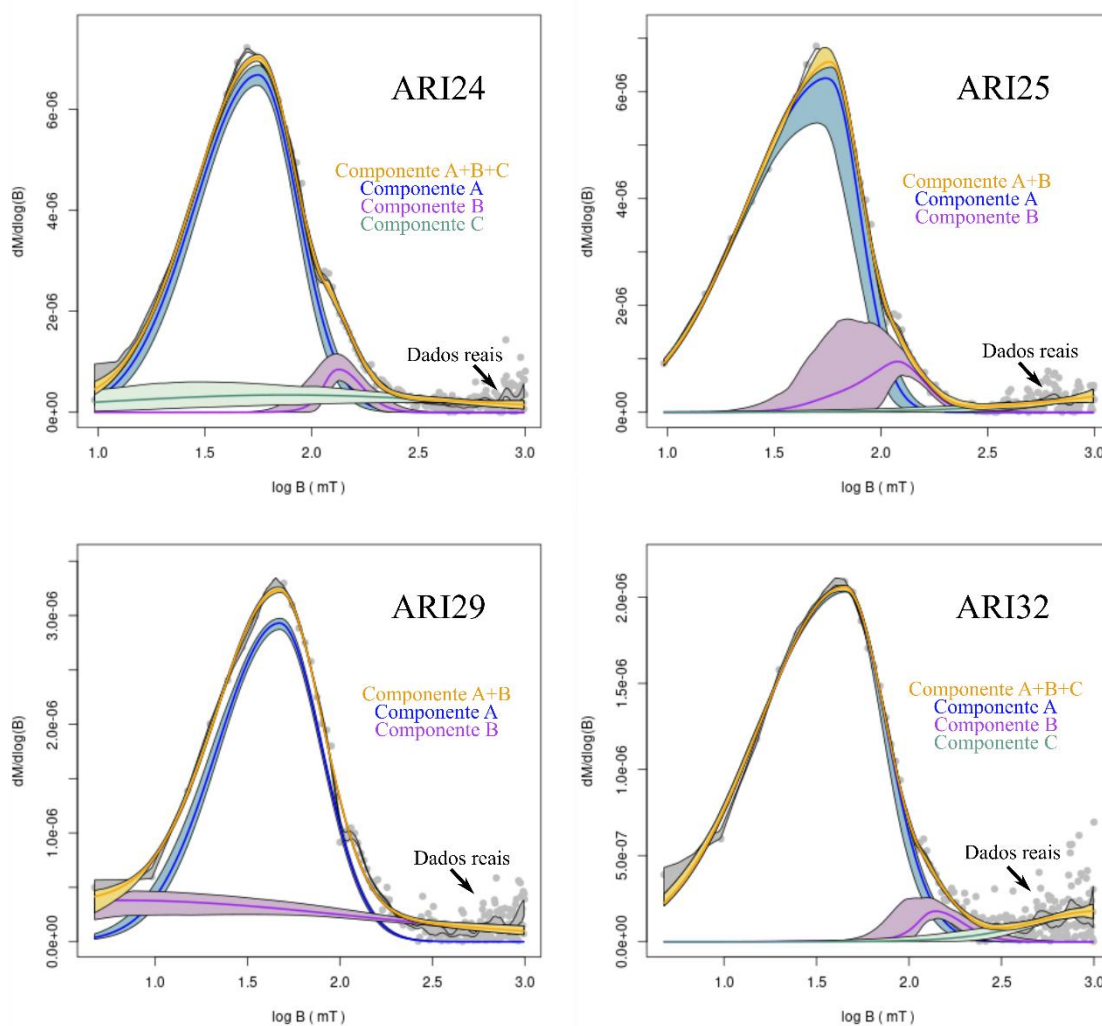 ARI24
Componente A+B+C
Componente A
Componente B
Componente C
Dados reais
dM/dlog(B)
0e+00
2e-06
4e-06
6e-06
1.0
1.5
2.0
2.5
3.0
log B ( mT )
ARI25
Componente A+B
Componente A
Componente B
Dados reais
dM/dlog(B)
0e+00
2e-06
4e-06
6e-06
1.0
1.5
2.0
2.5
3.0
log B ( mT )
ARI29
Componente A+B
Componente A
Componente B
Dados reais
dM/dlog(B)
0.0e+00
1.0e-06
2.0e-06
3.0e-06
1.0
1.5
2.0
2.5
3.0
log B ( mT )
ARI32
Componente A+B+C
Componente A
Componente B
Componente C
Dados reais
dM/dlog(B)
0.0e+00
5.0e-07
1.0e-06
1.5e-06
2.0e-06
1.0
1.5
2.0
2.5
3.0
log B ( mT )